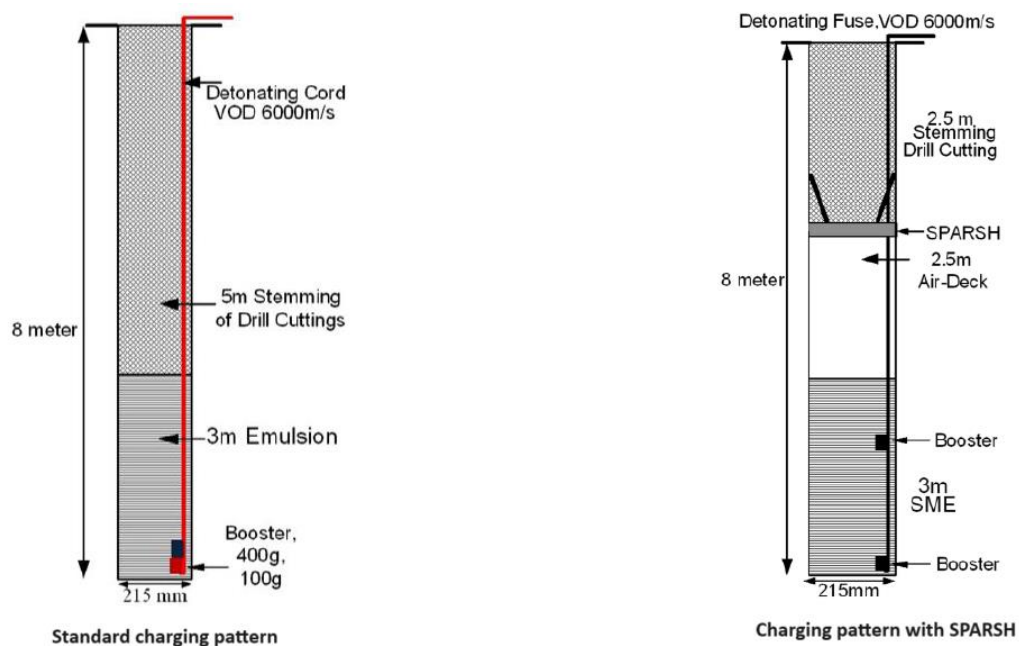 Detonating Cord
VOD 6000m/s
8 meter
5m Stemming
of Drill Cuttings
3m Emulsion
Booster,
400g,
100g
215 mm
Standard charging pattern
Detonating Fuse,VOD 6000m/s
2.5 m
Stemming
Drill Cutting
SPARSH
2.5m
Air-Deck
8 meter
Booster
3m
SME
Booster
215mm
Charging pattern with SPARSH